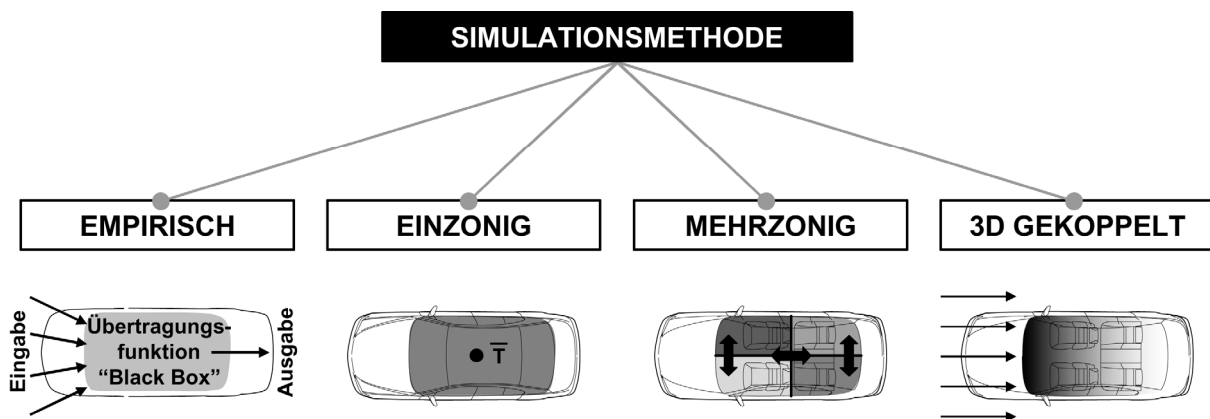 SIMULATIONSMETHODE
EMPIRISCH
EINZONIG
MEHRZONIG
3D GEKOPPELT
Eingabe
Übertragungs-
funktion
“Black Box”
Ausgabe
T̅